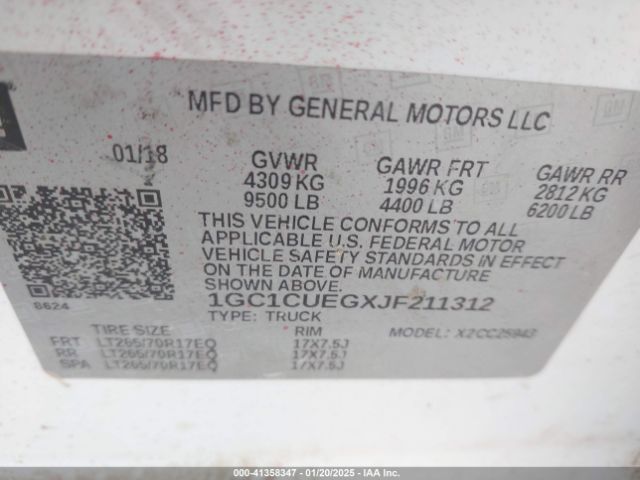 MFD BY GENERAL MOTORS LLC
01/18
GVWR
4309 KG
9500 LB
GAWR FRT
1996 KG
4400 LB
GAWR RR
2812 KG
6200 LB
THIS VEHICLE CONFORMS TO ALL
APPLICABLE U.S. FEDERAL MOTOR
VEHICLE SAFETY STANDARDS IN EFFECT
ON THE DATE OF MANUFACTURE
SHOWN ABOVE.
8624
1GC1CUEGXJF211312
TYPE: TRUCK
MODEL: X2CC25943
TIRE SIZE RIM
FRT LT265/70R17EQ 17X7.5J
RR LT265/70R17EQ 17X7.5J
SPA LT265/70R17EQ 17X7.5J
000-41358347 — 01/20/2025 — IAA Inc.